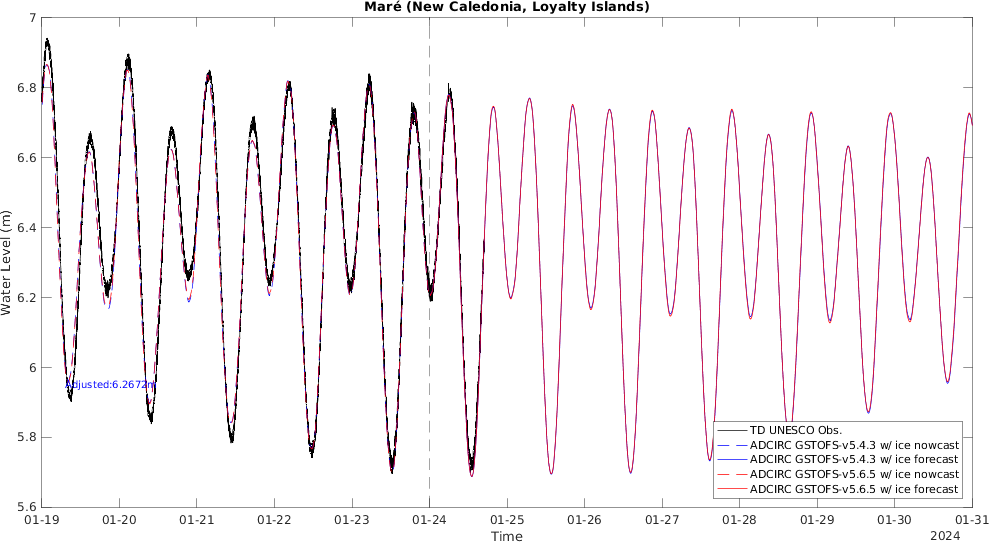 Maré (New Caledonia, Loyalty Islands)
7
6.8
6.6
6.4
6.2
6
5.8
5.6
Water Level (m)
Adjusted:6.2672m
TD UNESCO Obs.
ADCIRC GSTOFS-v5.4.3 w/ ice nowcast
ADCIRC GSTOFS-v5.4.3 w/ ice forecast
ADCIRC GSTOFS-v5.6.5 w/ ice nowcast
ADCIRC GSTOFS-v5.6.5 w/ ice forecast
01-19 01-20 01-21 01-22 01-23 01-24 01-25 01-26 01-27 01-28 01-29 01-30 01-31
Time
2024